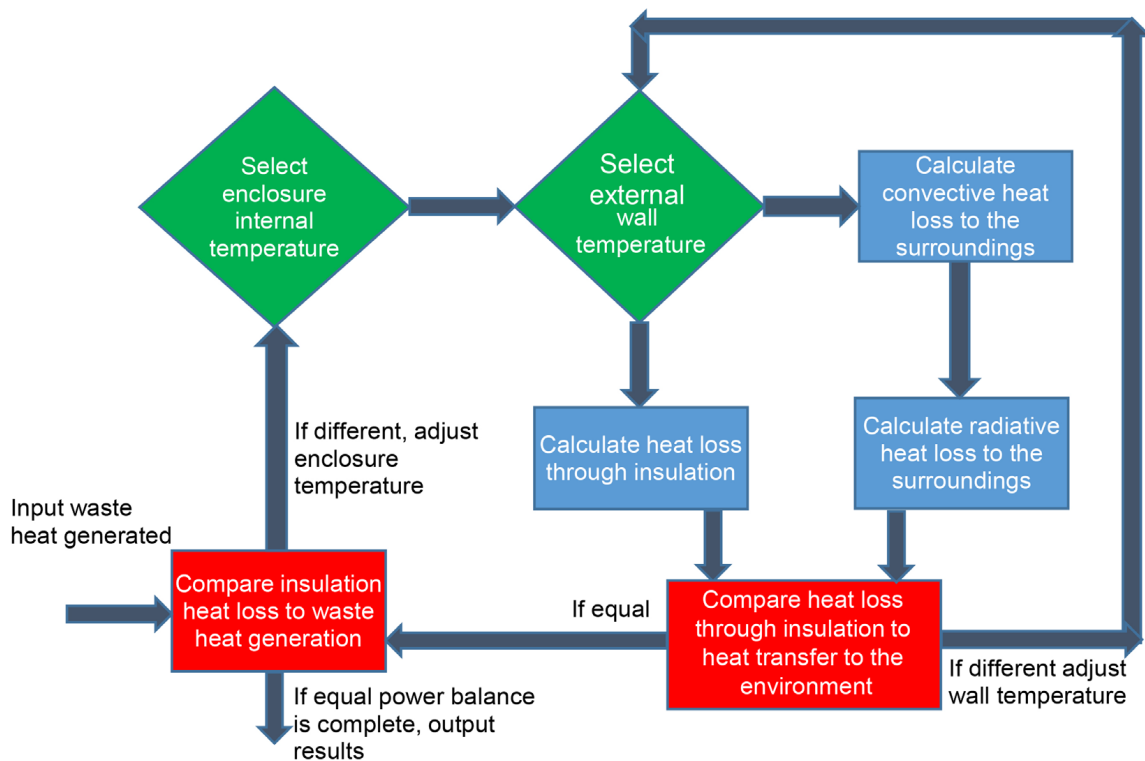 Select
enclosure
internal
temperature
Select
external
wall
temperature
Calculate
convective heat
loss to the
surroundings
Calculate heat loss
through insulation
Calculate radiative
heat loss to the
surroundings
If different, adjust
enclosure
temperature
Input waste
heat generated
Compare insulation
heat loss to waste
heat generation
If equal
Compare heat loss
through insulation to
heat transfer to the
environment
If different adjust
wall temperature
If equal power balance
is complete, output
results